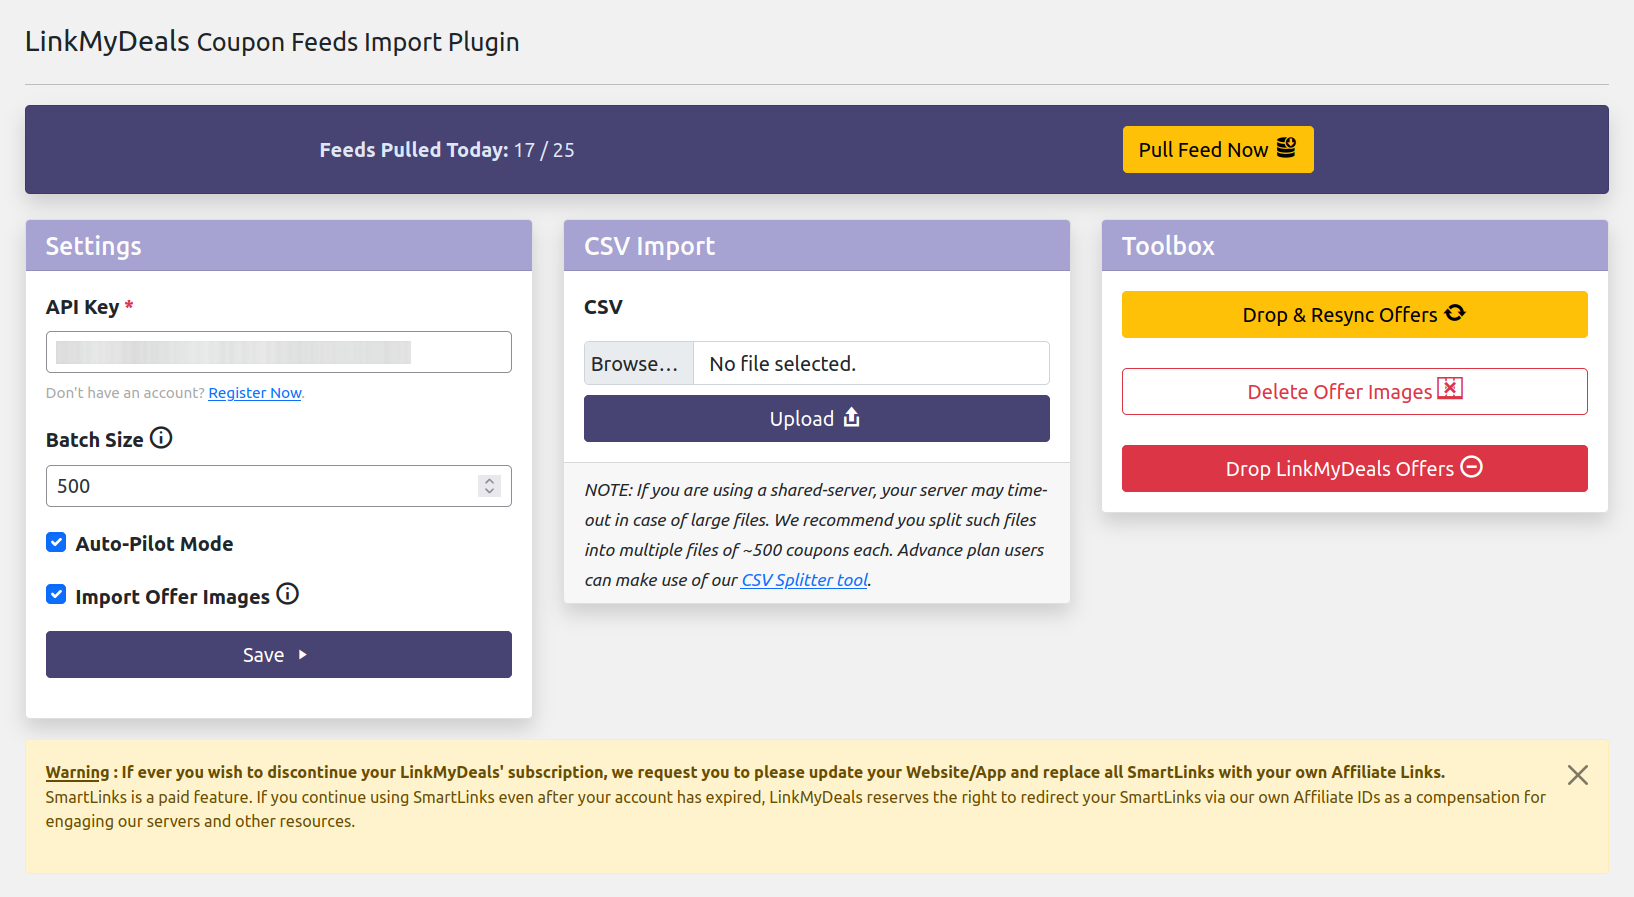 LinkMyDeals Coupon Feeds Import Plugin
Feeds Pulled Today: 17 / 25
Pull Feed Now
Settings
API Key *
Don't have an account? Register Now.
Batch Size
500
Auto-Pilot Mode
Import Offer Images
Save
CSV Import
CSV
Browse... No file selected.
Upload
NOTE: If you are using a shared-server, your server may time-
out in case of large files. We recommend you split such files
into multiple files of ~500 coupons each. Advance plan users
can make use of our CSV Splitter tool.
Toolbox
Drop & Resync Offers
Delete Offer Images
Drop LinkMyDeals Offers
Warning : If ever you wish to discontinue your LinkMyDeals' subscription, we request you to please update your Website/App and replace all SmartLinks with your own Affiliate Links.
SmartLinks is a paid feature. If you continue using SmartLinks even after your account has expired, LinkMyDeals reserves the right to redirect your SmartLinks via our own Affiliate IDs as a compensation for
engaging our servers and other resources.